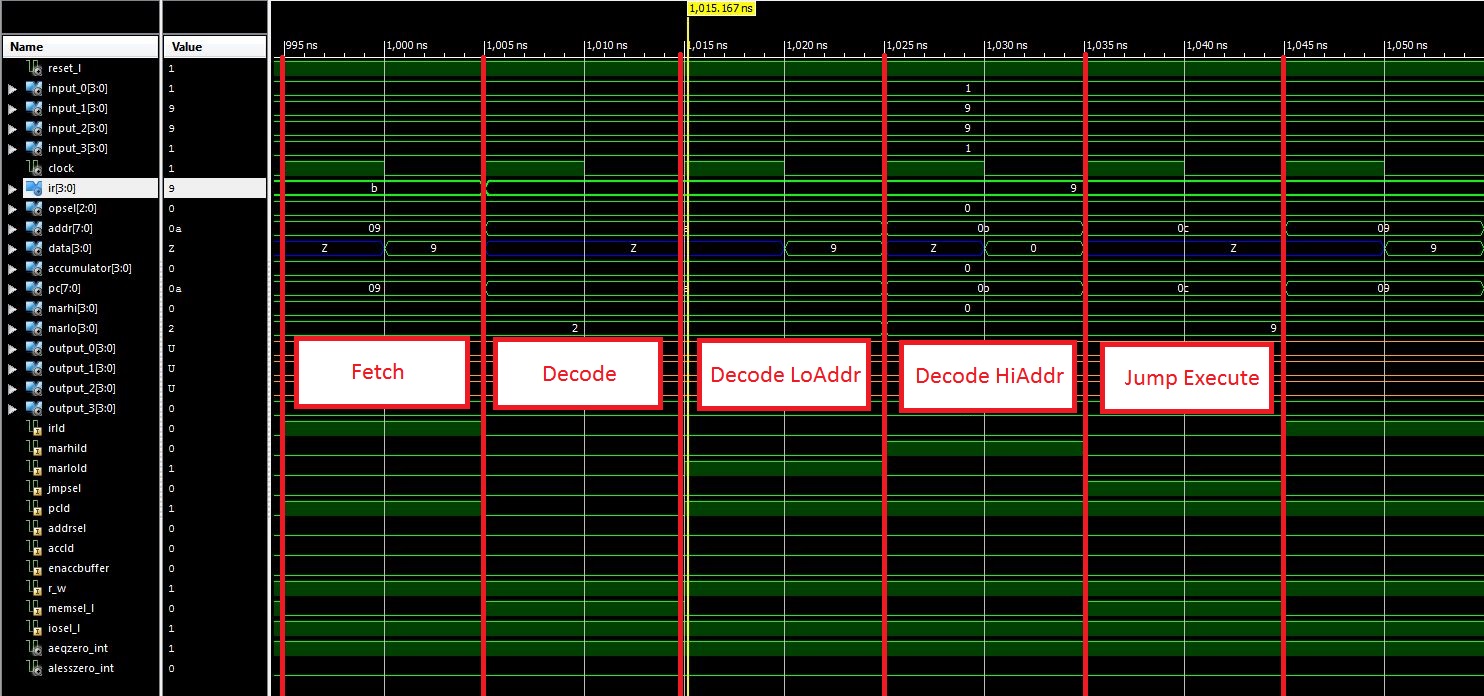 1,015.167 ns
Name Value 995 ns 1,000 ns 1,005 ns 1,010 ns 1,015 ns 1,020 ns 1,025 ns 1,030 ns 1,035 ns 1,040 ns 1,045 ns 1,050 ns
reset_l 1
input_0[3:0] 1 1
input_1[3:0] 9 9
input_2[3:0] 9 9
input_3[3:0] 1 1
clock 1
ir[3:0] 9 b 9
opsel[2:0] 0 0
addr[7:0] 0a 09 0b 0c 09
data[3:0] Z Z 9 Z 9 Z 0 Z 9
accumulator[3:0] 0 0
pc[7:0] 0a 09 0b 0c 09
marhi[3:0] 0 0
marlo[3:0] 2 2 9
output_0[3:0] U
output_1[3:0] U
output_2[3:0] U
output_3[3:0] 0
Fetch Decode Decode LoAddr Decode HiAddr Jump Execute
irld 0
marhild 0
marlold 1
jmpsel 0
pcld 1
addrsel 0
accld 0
enaccbuffer 0
r_w 1
memsel_l 0
iosel_l 1
aeqzero_int 1
alesszero_int 0